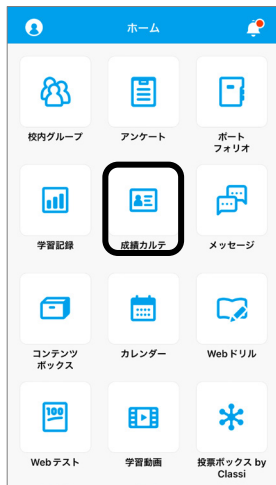 ホーム
校内グループ
アンケート
ポート
フォリオ
学習記録
成績カルテ
メッセージ
コンテンツ
ボックス
カレンダー
Webドリル
100
Webテスト
学習動画
投票ボックス by
Classi